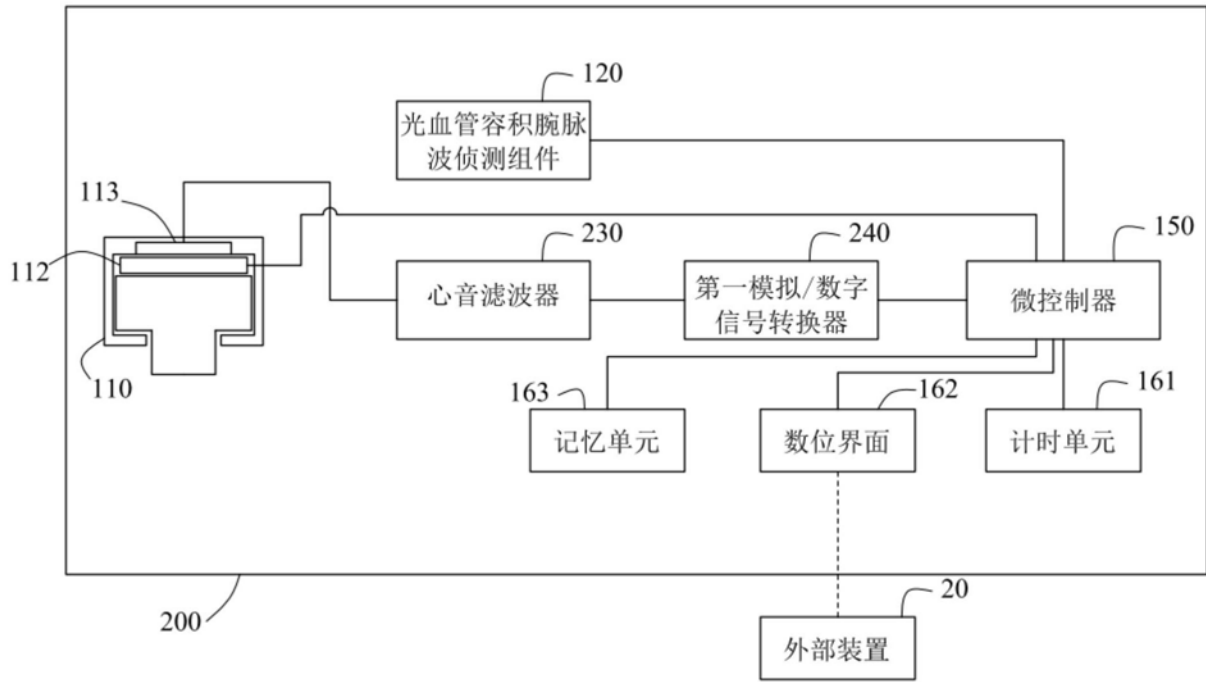 120
光血管容积腕脉
波侦测组件
113
230
240
150
112
心音滤波器
第一模拟/数字
信号转换器
微控制器
110
163
162
161
记忆单元
数位界面
计时单元
200
20
外部装置